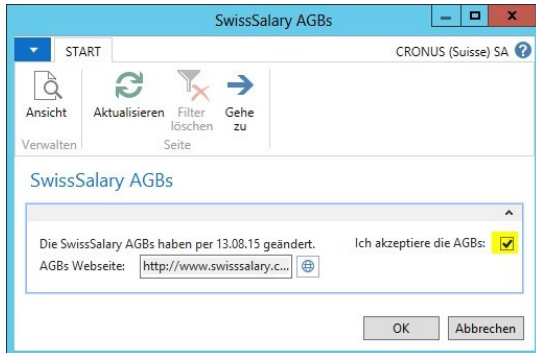 SwissSalary AGBs
START
CRONUS (Suisse) SA
Ansicht
Aktualisieren
Filter
löschen
Gehe
zu
Verwalten
Seite
SwissSalary AGBs
Die SwissSalary AGBs haben per 13.08.15 geändert.
Ich akzeptiere die AGBs:
AGBs Webseite: http://www.swisssalary.c...
OK
Abbrechen